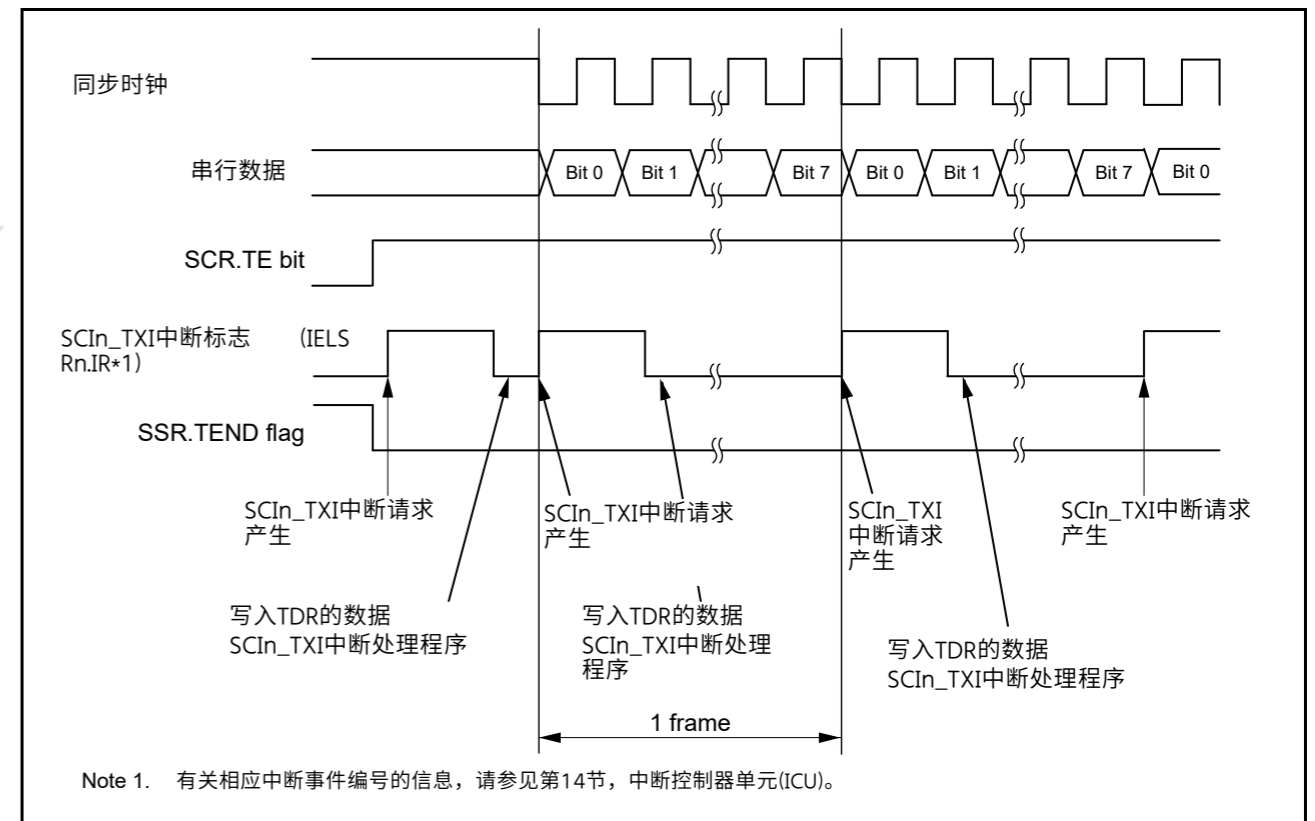 同步时钟
串行数据
Bit 0 Bit 1 Bit 7 Bit 0 Bit 1 Bit 7 Bit 0
SCR.TE bit
SCIn_TXI中断标志 (IELS
Rn.IR*1)
SSR.TEND flag
SCIn_TXI中断请求
产生
SCIn_TXI中断请求
产生
SCIn_TXI
中断请求
产生
SCIn_TXI中断请求
产生
写入TDR的数据
SCIn_TXI中断处理程序
写入TDR的数据
SCIn_TXI中断处理
程序
写入TDR的数据
SCIn_TXI中断处理程序
1 frame
Note 1. 有关相应中断事件编号的信息，请参见第14节，中断控制器单元(ICU)。